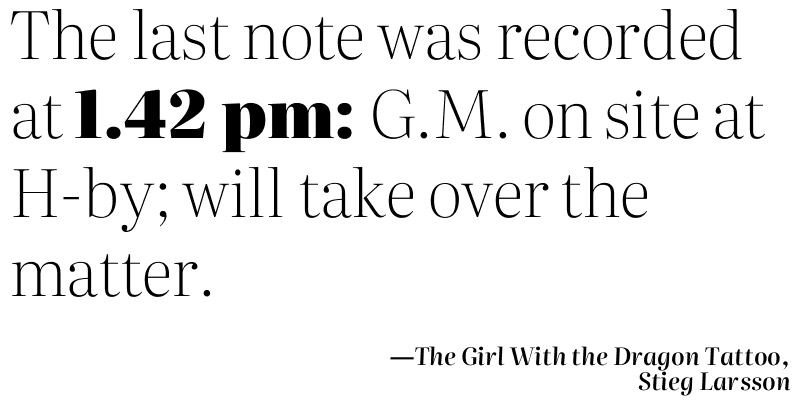 The last note was recorded
at 1.42 pm: G.M. on site at
H-by; will take over the
matter.
—The Girl With the Dragon Tattoo,
Stieg Larsson